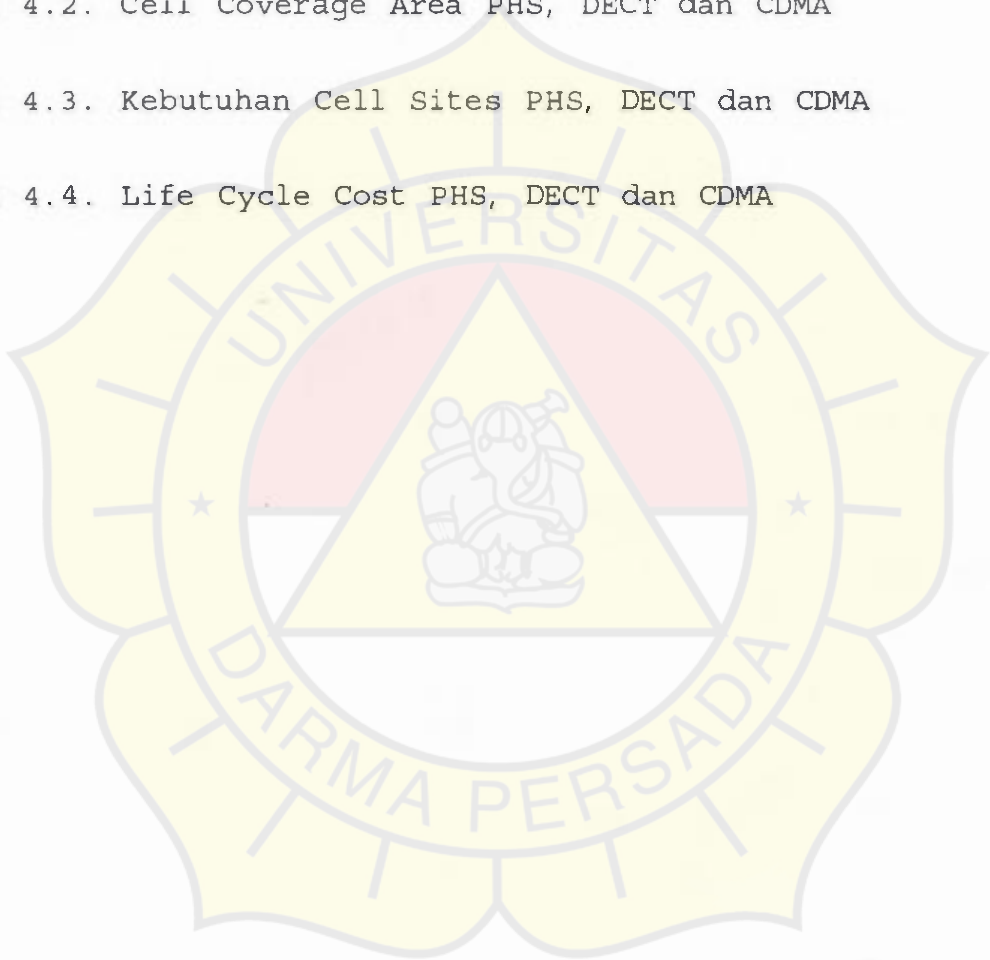 4.2. Cell Coverage Area PHS, DECT dan CDMA
4.3. Kebutuhan Cell Sites PHS, DECT dan CDMA
4.4. Life Cycle Cost PHS, DECT dan CDMA
UNIVERSITAS
DARMA PERSADA